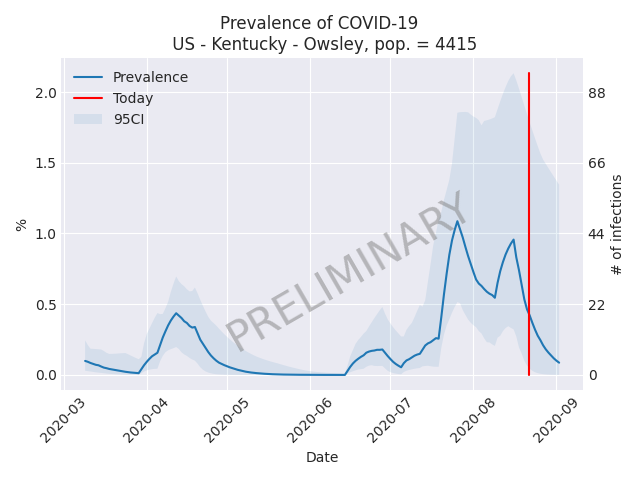 Prevalence of COVID-19
US - Kentucky - Owsley, pop. = 4415
Prevalence
Today
95CI
PRELIMINARY
%
2.0
1.5
1.0
0.5
0.0
88
66
44
22
0
# of infections
2020-03
2020-04
2020-05
2020-06
2020-07
2020-08
2020-09
Date